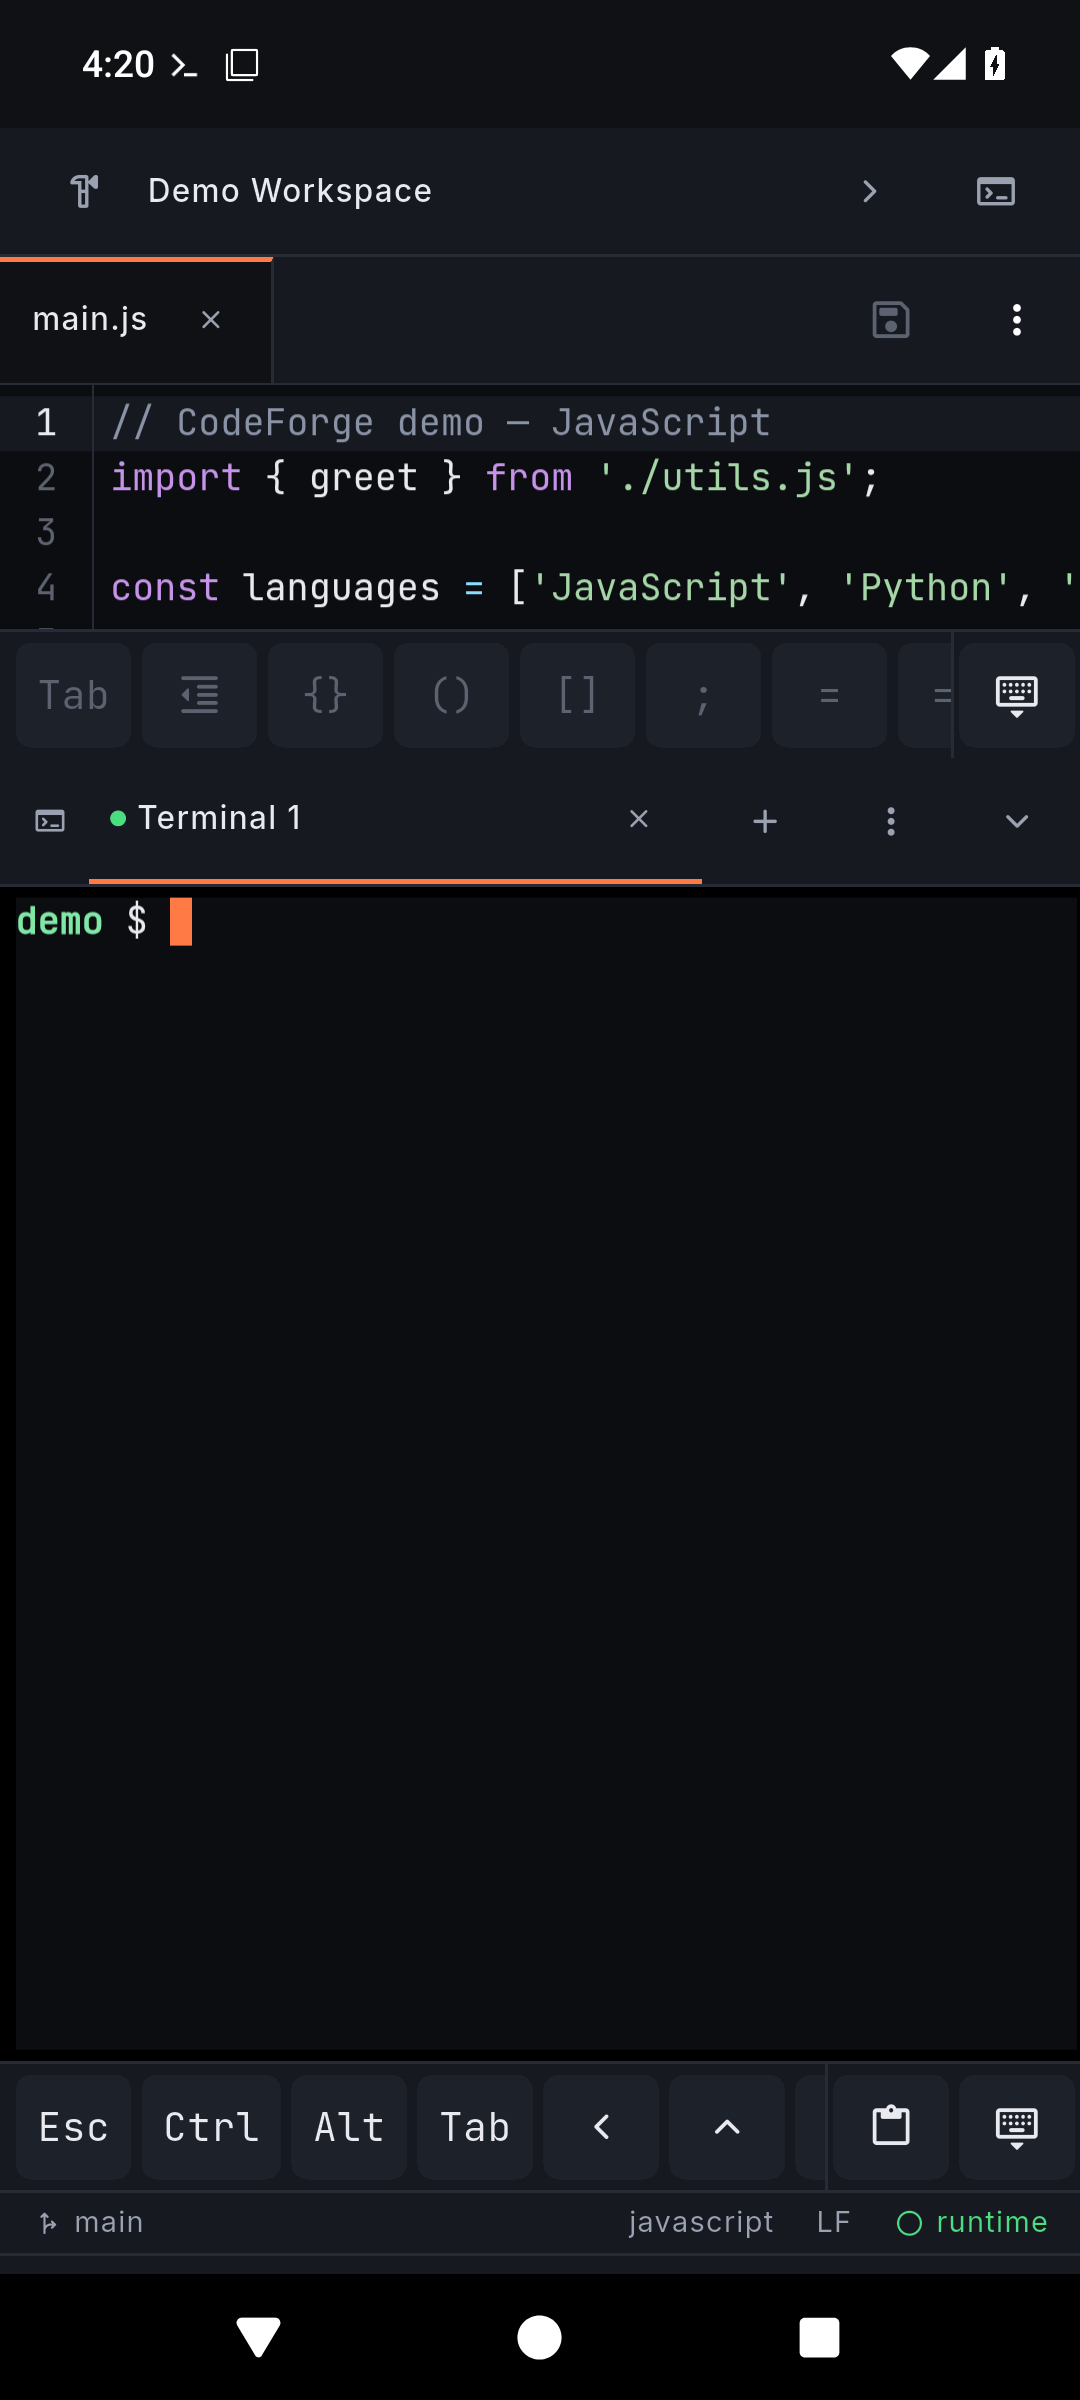 4:20
Demo Workspace
main.js
1 // CodeForge demo — JavaScript
2 import { greet } from './utils.js';
3
4 const languages = ['JavaScript', 'Python', '
Tab {} () [] ; = =
Terminal 1
demo $
Esc Ctrl Alt Tab
main javascript LF runtime